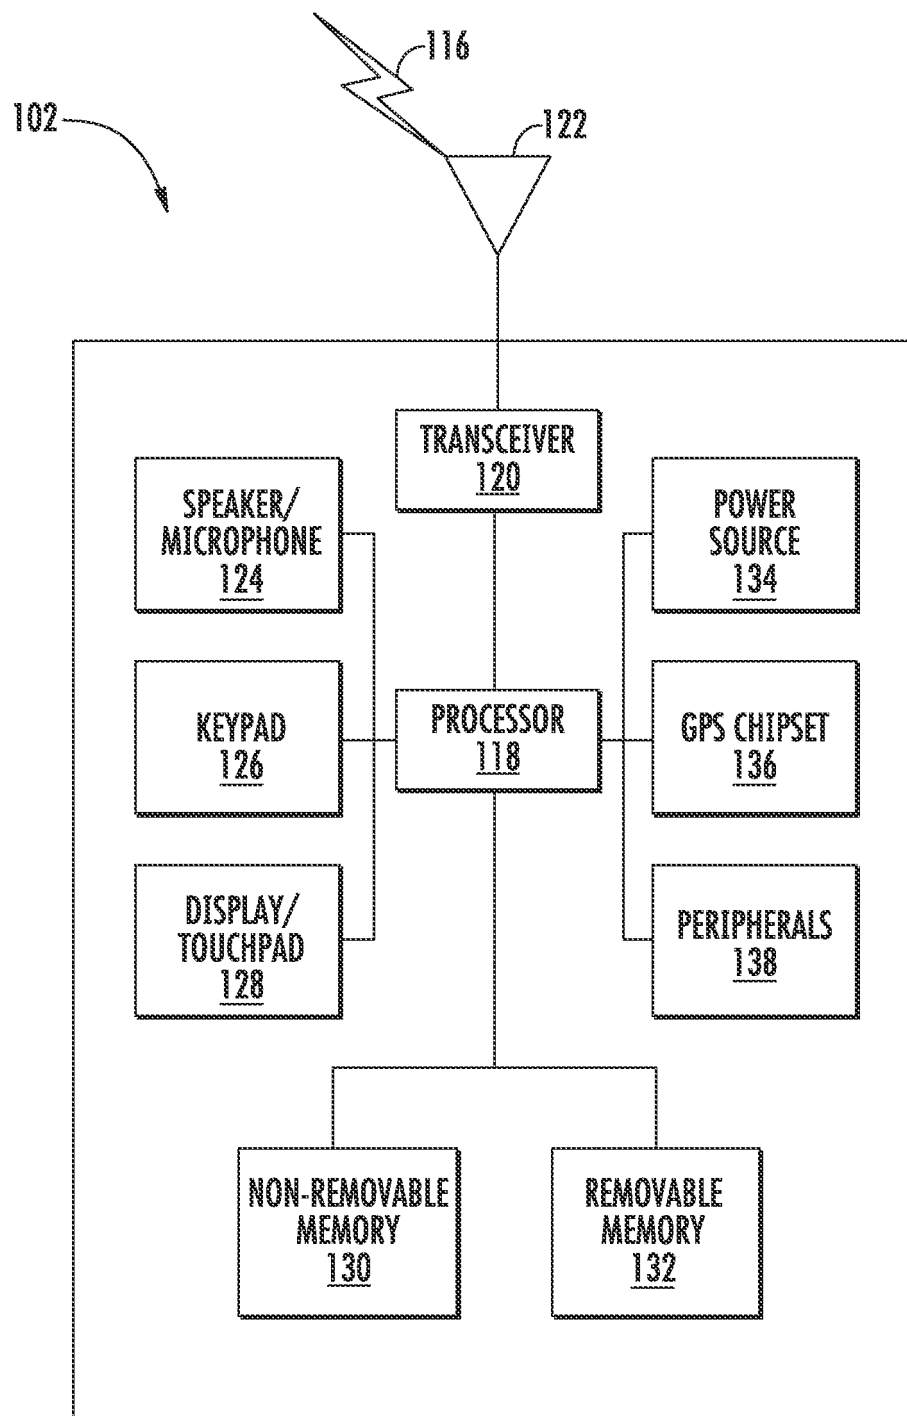 116
102
122
TRANSCEIVER
120
SPEAKER/
MICROPHONE
124
POWER
SOURCE
134
KEYPAD
126
PROCESSOR
118
GPS CHIPSET
136
DISPLAY/
TOUCHPAD
128
PERIPHERALS
138
NON-REMOVABLE
MEMORY
130
REMOVABLE
MEMORY
132